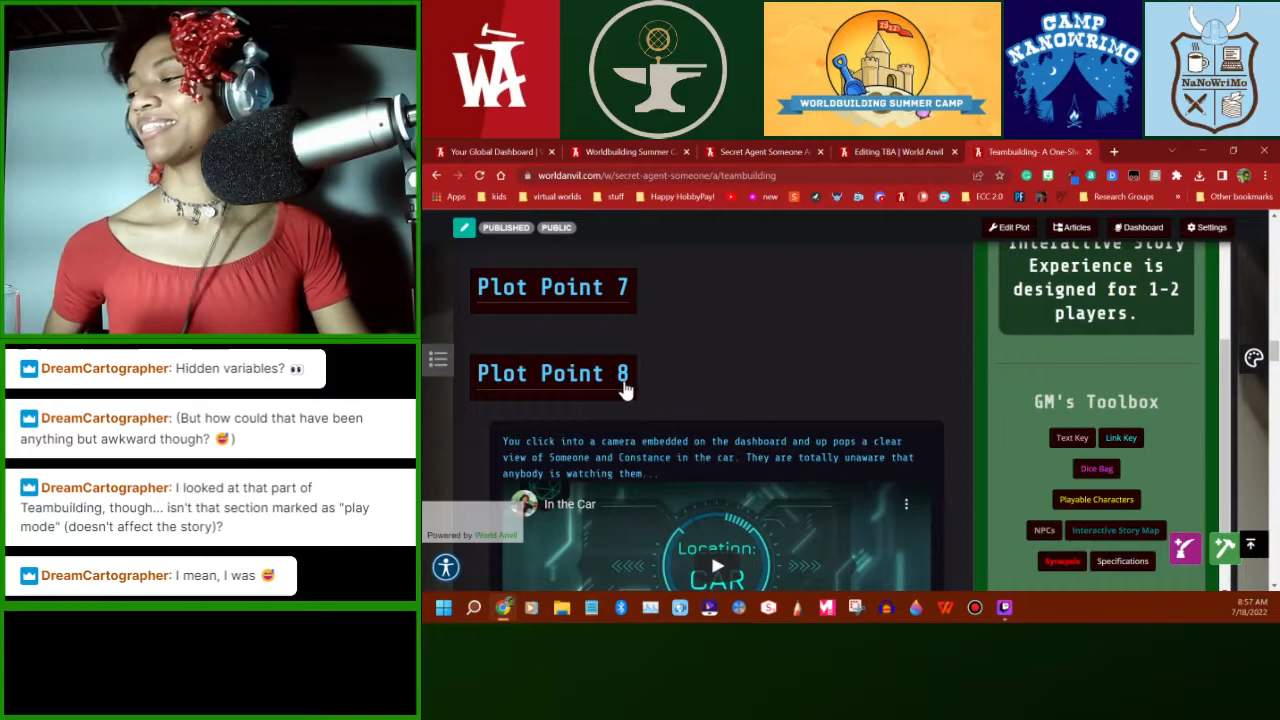 WA
2022
WORLDBUILDING SUMMER CAMP
CAMP
NANOWRIMO
NaNoWriMo
Your Global Dashboard | W
Worldbuilding Summer C
Secret Agent Someone A
Editing TBA | World Anvil
Teambuilding- A One-Sh
worldanvil.com/w/secret-agent-someone/a/teambuilding
Apps
kids
virtual worlds
stuff
Happy HobbyPay!
new
ECC 2.0
Research Groups
»
Other bookmarks
PUBLISHED
PUBLIC
Edit Plot
Articles
Dashboard
Settings
Plot Point 7
Plot Point 8
You click into a camera embedded on the dashboard and up pops a clear
view of Someone and Constance in the car. They are totally unaware that
anybody is watching them...
In the Car
Location:
CAR
Powered by World Anvil
Interactive Story
Experience is
designed for 1-2
players.
GM's Toolbox
Text Key
Link Key
Dice Bag
Playable Characters
NPCs
Interactive Story Map
Synopsis
Specifications
8:57 AM
7/18/2022
DreamCartographer: Hidden variables? 👀
DreamCartographer: (But how could that have been
anything but awkward though? 😅)
DreamCartographer: I looked at that part of
Teambuilding, though... isn't that section marked as "play
mode" (doesn't affect the story)?
DreamCartographer: I mean, I was 😅